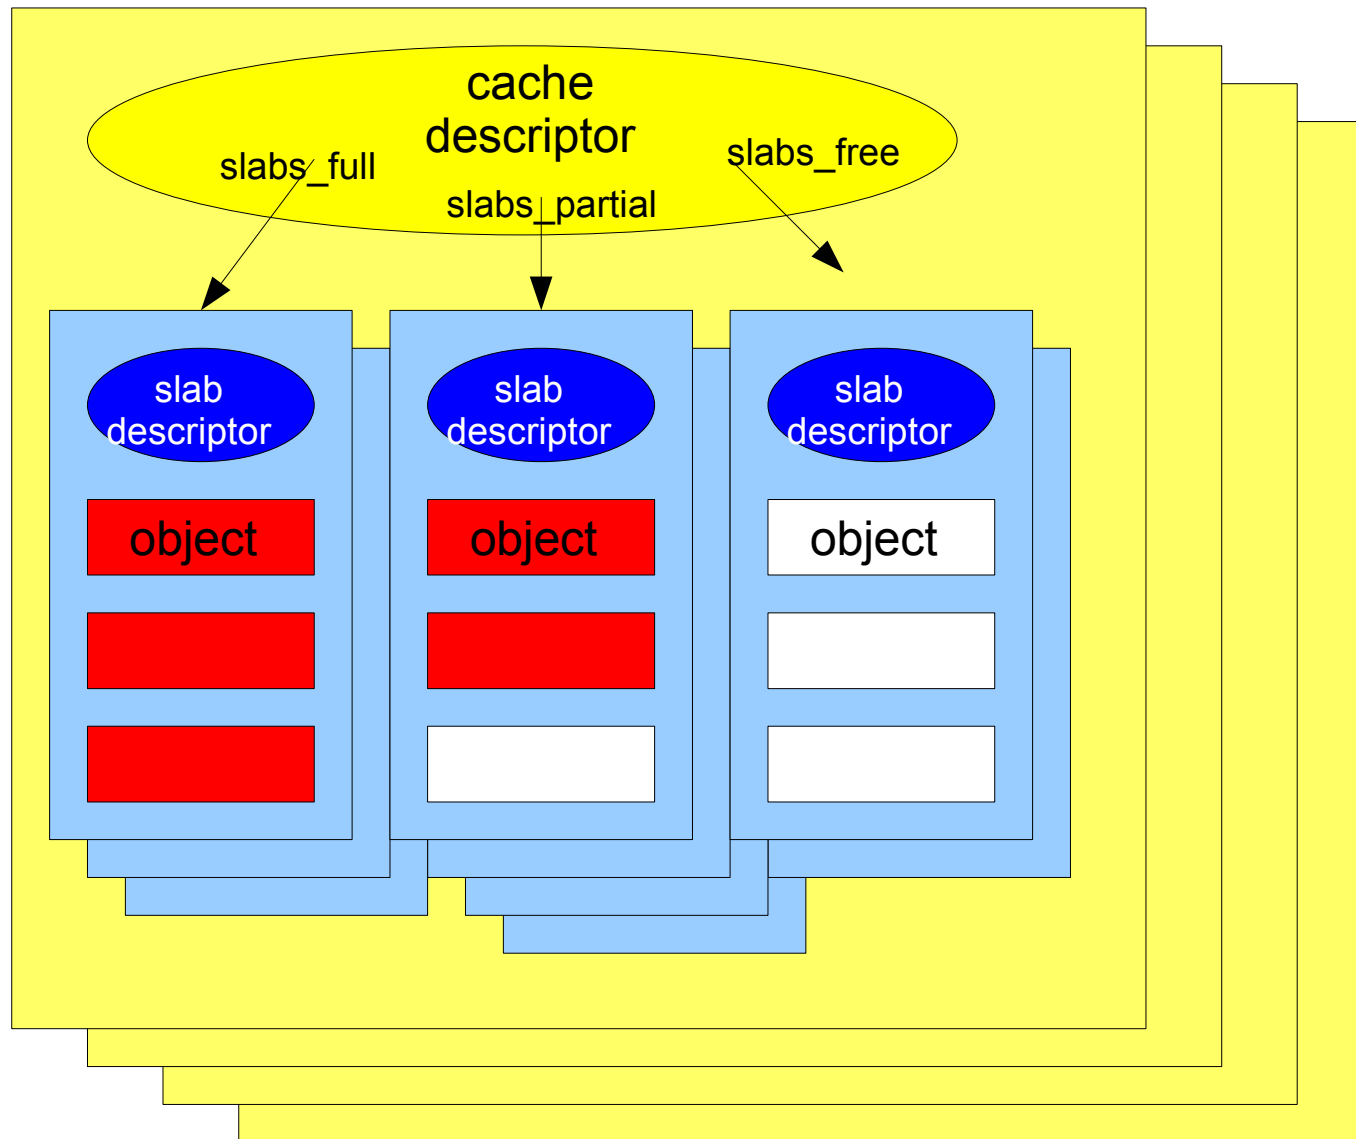 cache
descriptor
slabs_full
slabs_partial
slabs_free
slab
descriptor
slab
descriptor
slab
descriptor
object
object
object